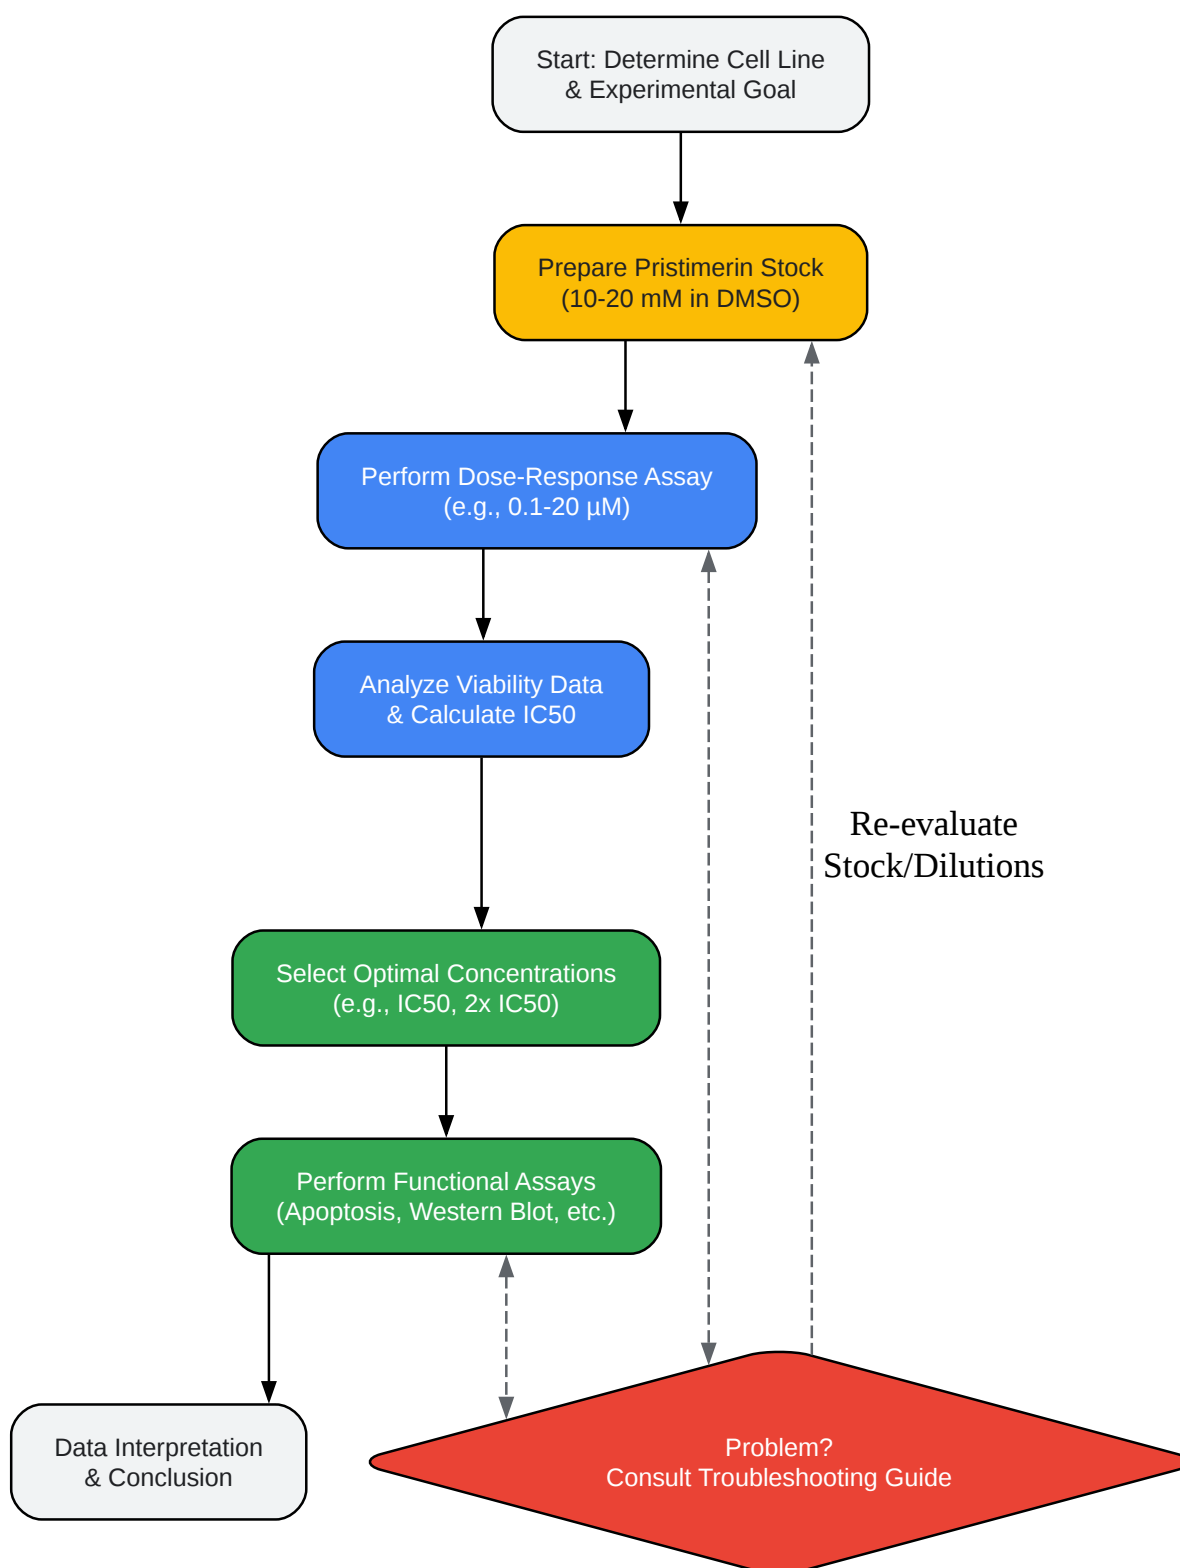 Start: Determine Cell Line
& Experimental Goal
Prepare Pristimerin Stock
(10-20 mM in DMSO)
Perform Dose-Response Assay
(e.g., 0.1-20 µM)
Analyze Viability Data
& Calculate IC50
Re-evaluate
Stock/Dilutions
Select Optimal Concentrations
(e.g., IC50, 2x IC50)
Perform Functional Assays
(Apoptosis, Western Blot, etc.)
Data Interpretation
& Conclusion
Problem?
Consult Troubleshooting Guide